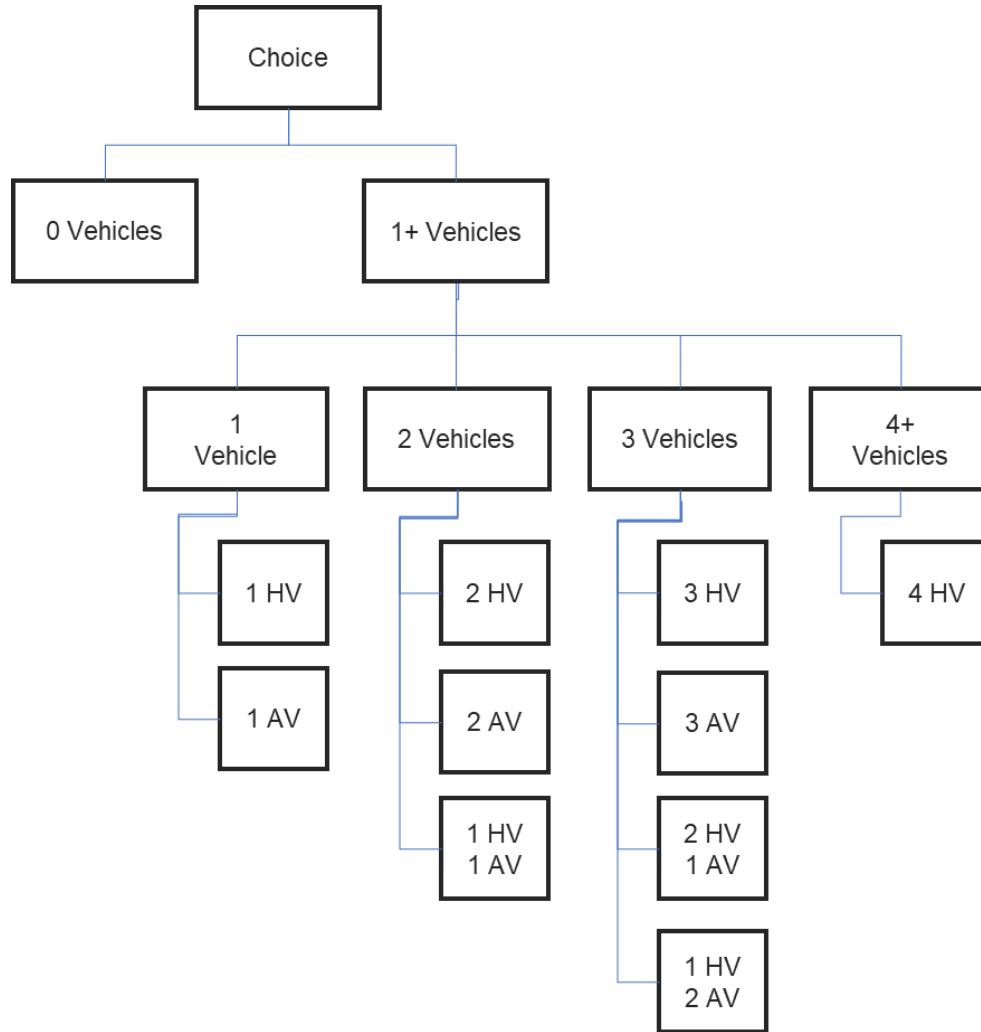 Choice
0 Vehicles
1+ Vehicles
1
Vehicle
2 Vehicles
3 Vehicles
4+
Vehicles
1 HV
2 HV
3 HV
4 HV
1 AV
2 AV
3 AV
1 HV
1 AV
2 HV
1 AV
1 HV
2 AV